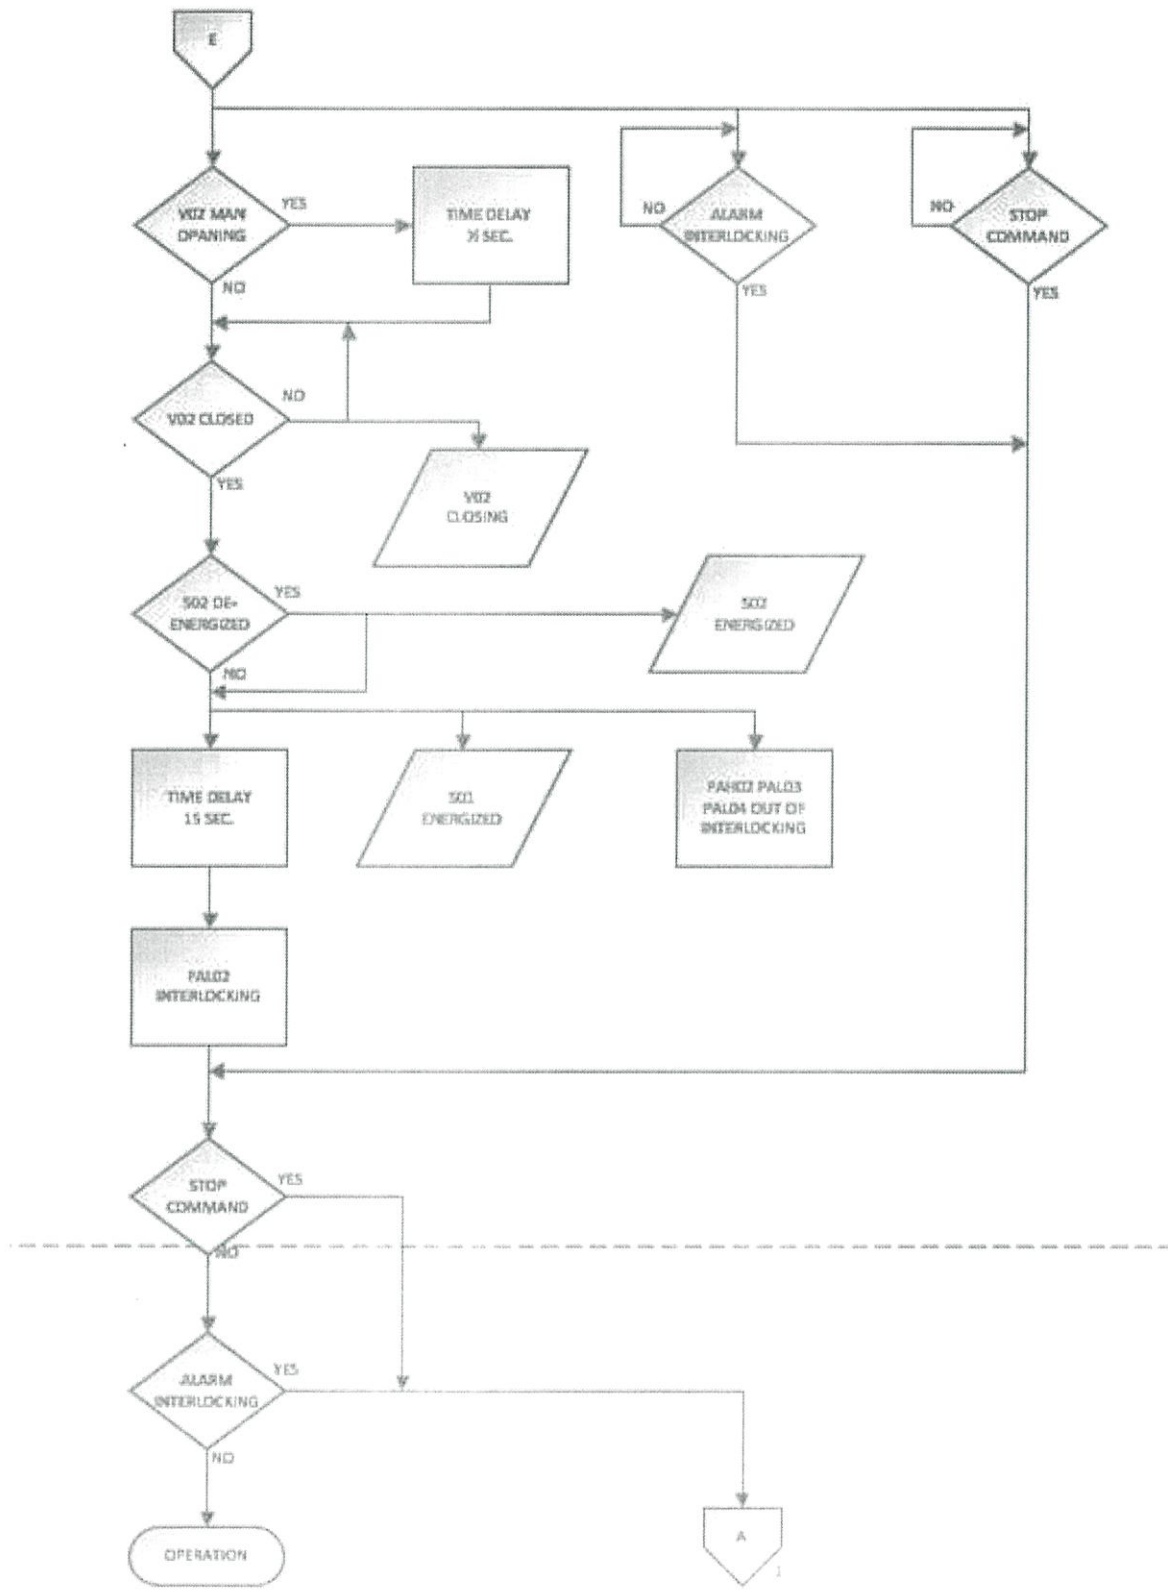 E
V02 MAN
OPANING
YES
NO
TIME DELAY
SEC.
ALARM
INTERLOCKING
NO
YES
STOP
COMMAND
NO
YES
V02 CLOSED
NO
YES
V02
CLOSING
S02 DE-
ENERGIZED
YES
NO
S02
ENERGIZED
TIME DELAY
15 SEC.
S01
ENERGIZED
PAH02 PAL03
PAL04 OUT OF
INTERLOCKING
PAL02
INTERLOCKING
STOP
COMMAND
YES
NO
ALARM
INTERLOCKING
YES
NO
OPERATION
A